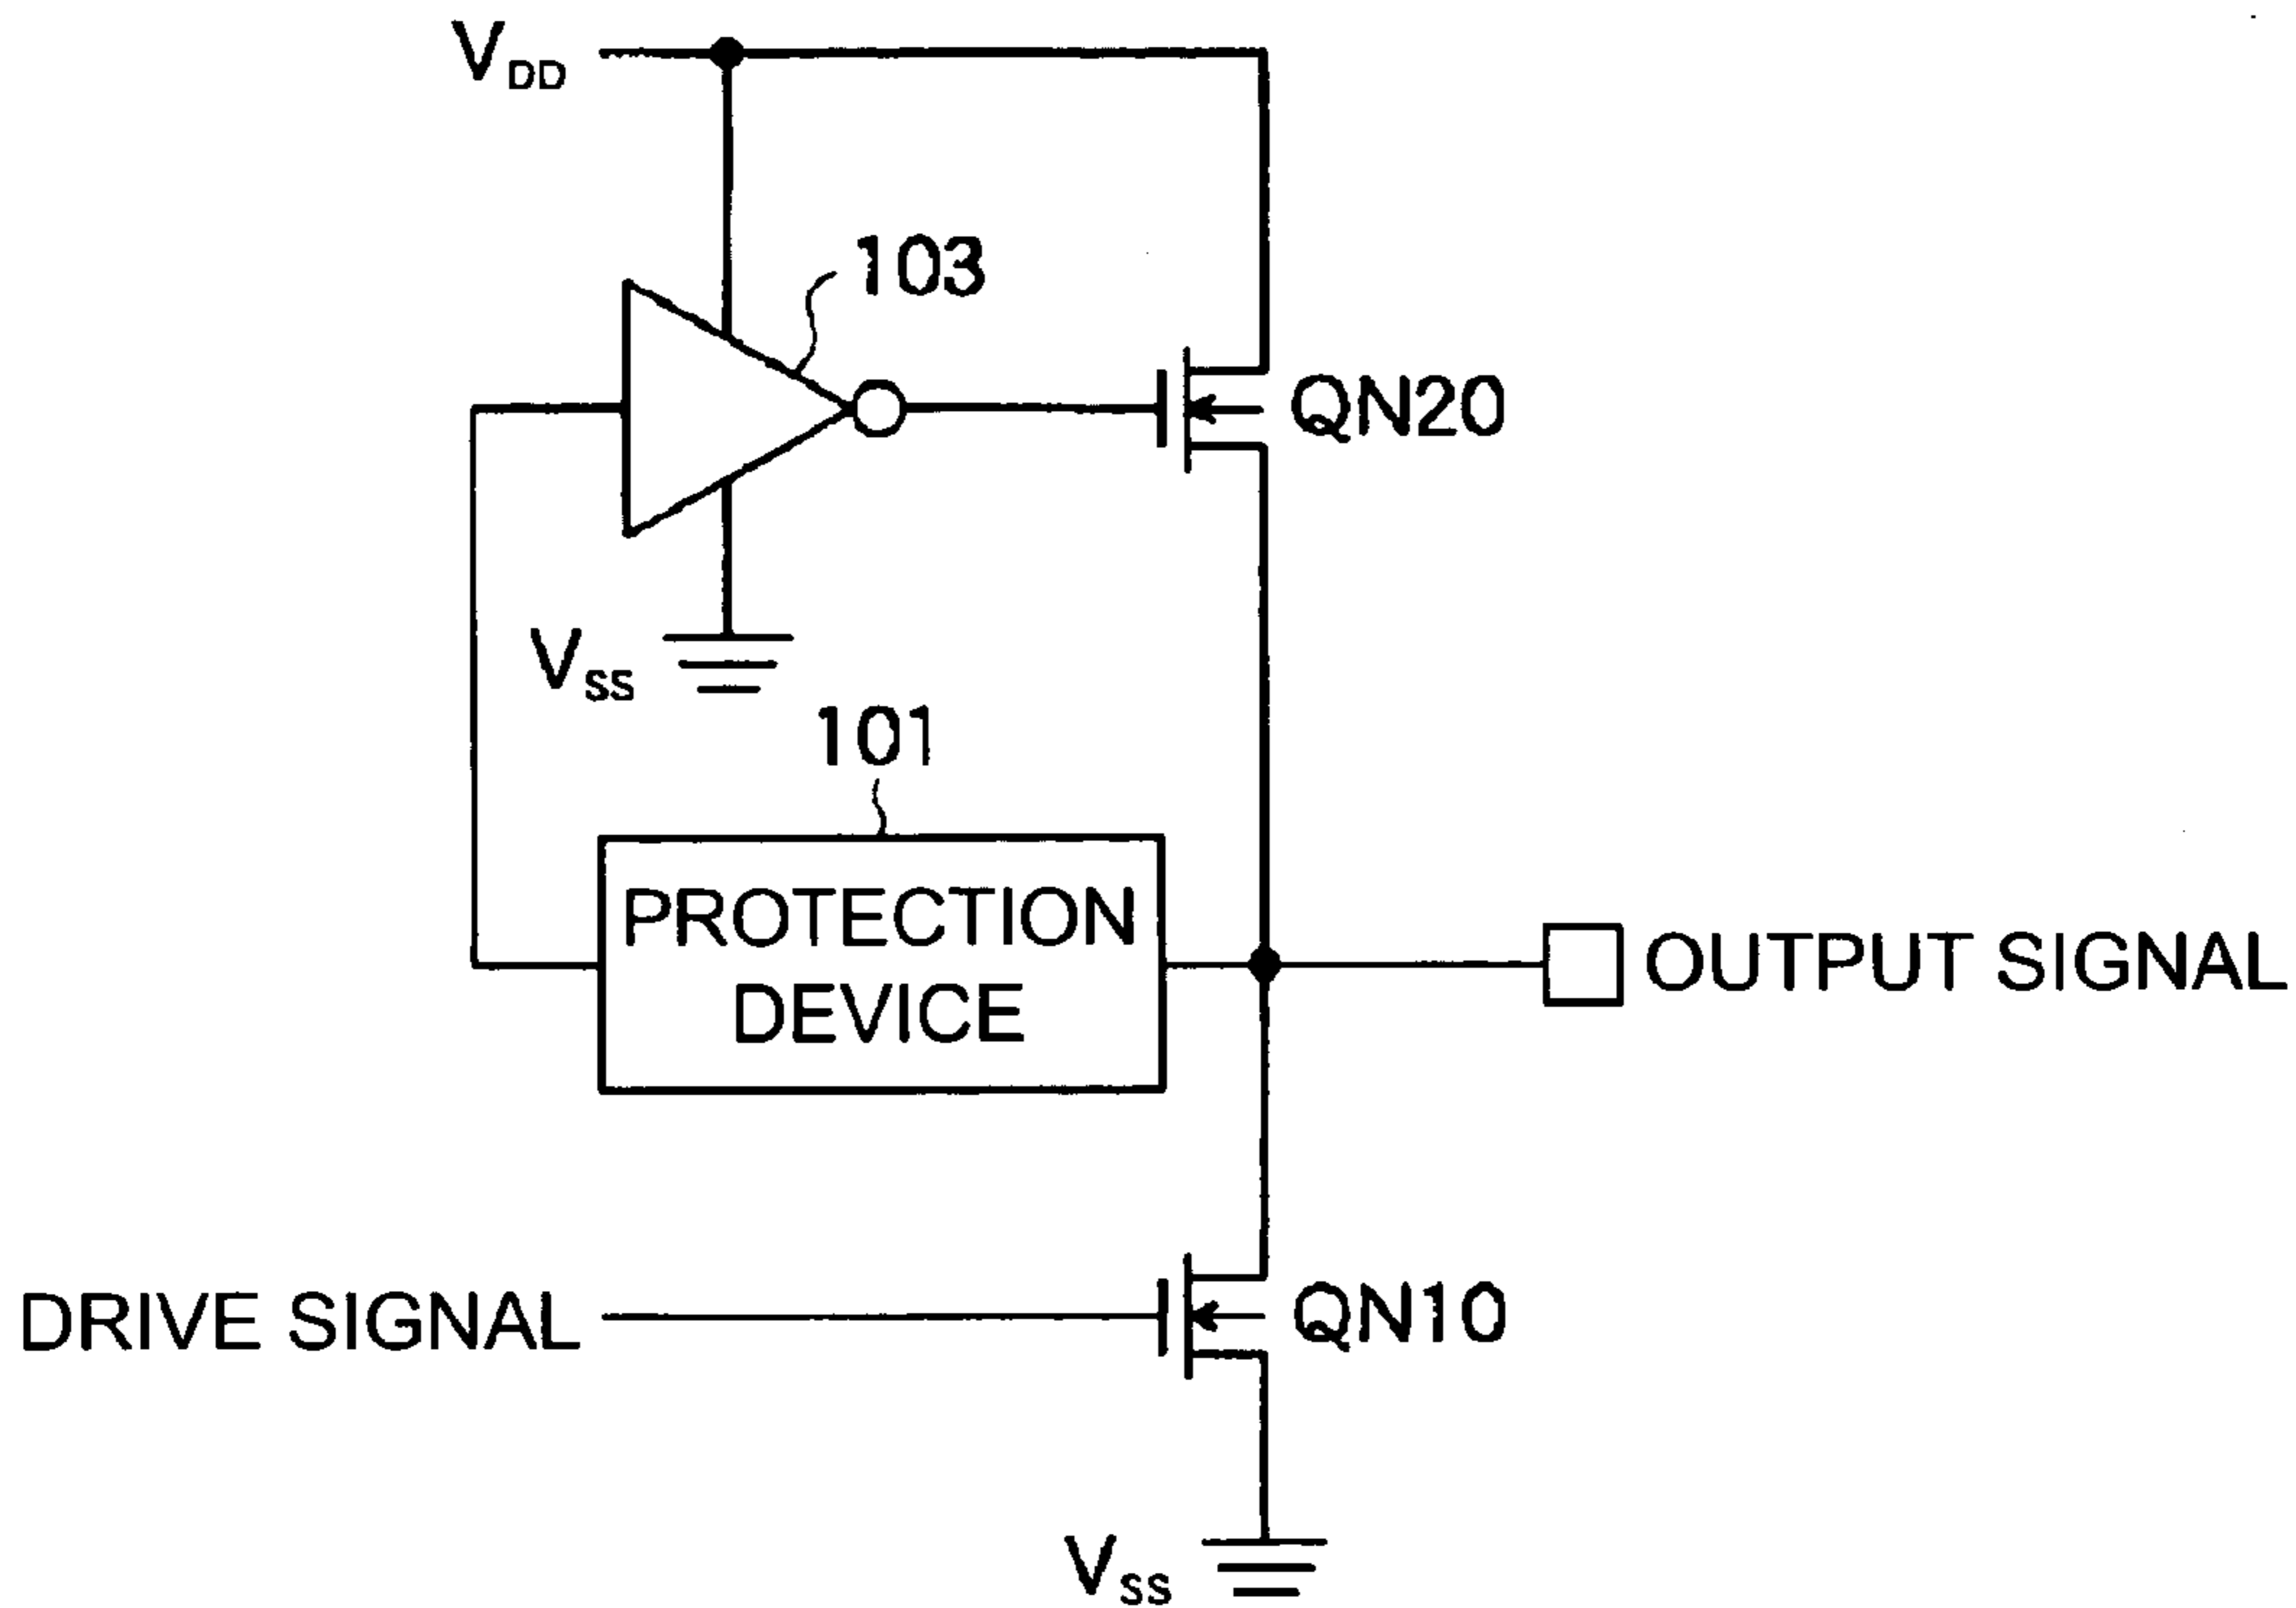 VDD
103
QN20
VSS
101
PROTECTION
DEVICE
OUTPUT SIGNAL
DRIVE SIGNAL
QN10
VSS